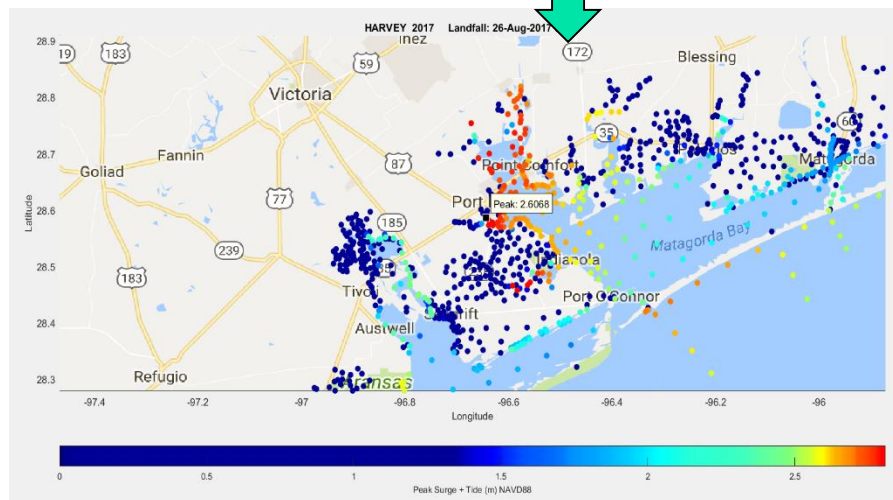 HARVEY 2017 Landfall: 26-Aug-2017
28.9
28.8
28.7
28.6
28.5
28.4
28.3
Latitude
19
183
59
inez
172
Blessing
Victoria
35
60
Fannin
87
Point Comfort
Matagorda
Goliad
77
Port
Peak: 2.6068
185
Matagorda Bay
239
35
Indianola
183
Tivoli
Port O'Connor
Austwell
Refugio
Aransas
-97.4
-97.2
-97
-96.8
-96.6
-96.4
-96.2
-96
Longitude
0
0.5
1
1.5
2
2.5
Peak Surge + Tide (m) NAVD88